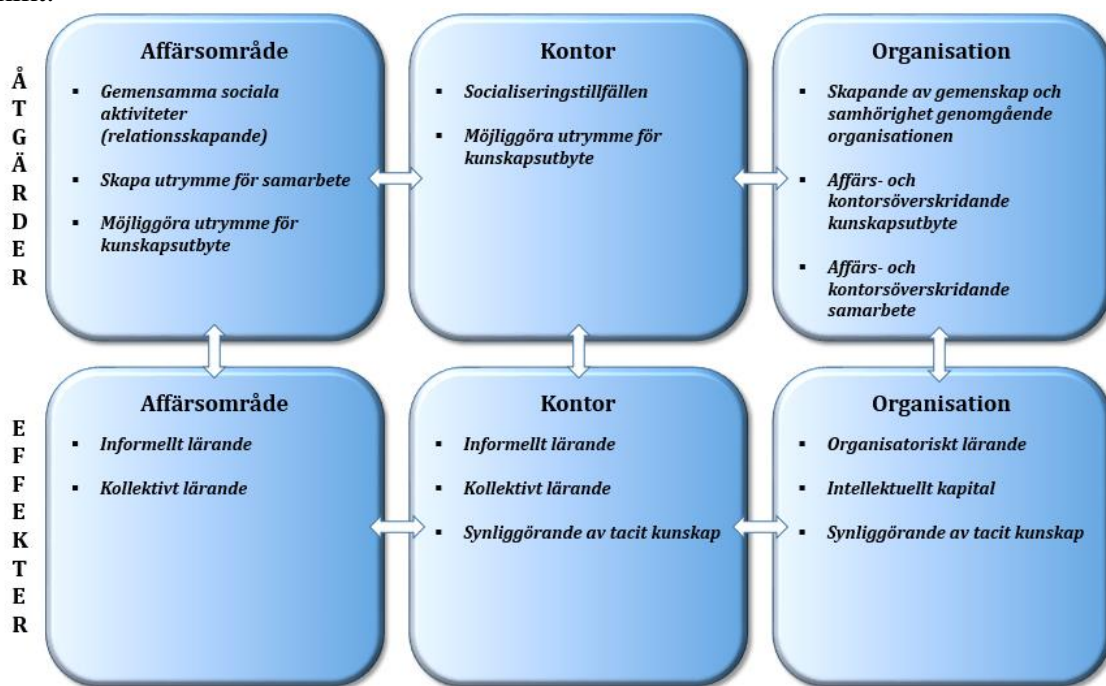 ÅTGÄRDER
Affärsområde
▪ Gemensamma sociala
aktiviteter
(relationsskapande)
▪ Skapa utrymme för samarbete
▪ Möjliggöra utrymme för
kunskapsutbyte
Kontor
▪ Socialiseringstillfällen
▪ Möjliggöra utrymme för
kunskapsutbyte
Organisation
▪ Skapande av gemenskap och
samhörighet genomgående
organisationen
▪ Affärs- och
kontorsöverskridande
kunskapsutbyte
▪ Affärs- och
kontorsöverskridande
samarbete
EFFEKTER
Affärsområde
▪ Informellt lärande
▪ Kollektivt lärande
Kontor
▪ Informellt lärande
▪ Kollektivt lärande
▪ Synliggörande av tacit kunskap
Organisation
▪ Organisatoriskt lärande
▪ Intellektuellt kapital
▪ Synliggörande av tacit kunskap